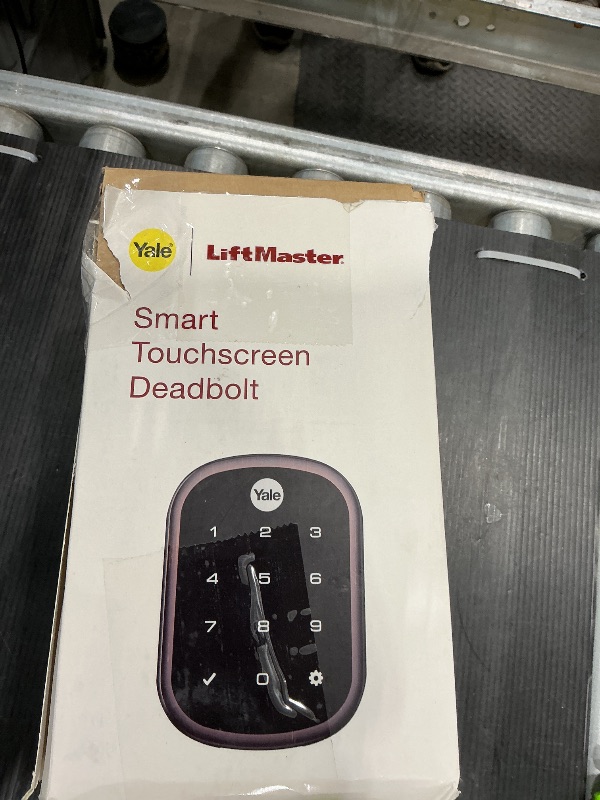 Yale LiftMaster
Smart
Touchscreen
Deadbolt
Yale
1 2 3
4 5 6
7 8 9
✓ 0